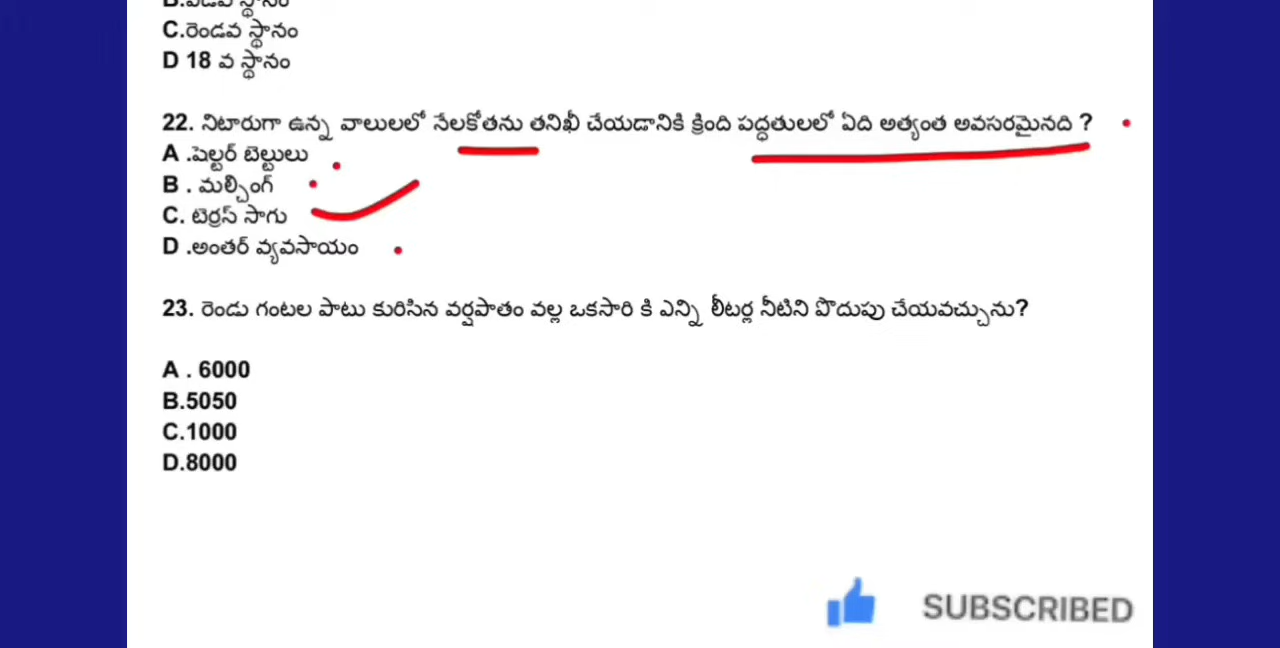 C.రెండవ స్థానం
D 18 వ స్థానం
22. నిటారుగా ఉన్న వాలులలో నేలకోతను తనిఖీ చేయడానికి క్రింది పద్ధతులలో ఏది అత్యంత అవసరమైనది ?
A .షెల్టర్ బెల్టులు
B . మల్చింగ్
C. టెర్రస్ సాగు
D .అంతర్ వ్యవసాయం
23. రెండు గంటల పాటు కురిసిన వర్షపాతం వల్ల ఒకసారి కి ఎన్ని లీటర్ల నీటిని పొదుపు చేయవచ్చును?
A . 6000
B.5050
C.1000
D.8000
SUBSCRIBED